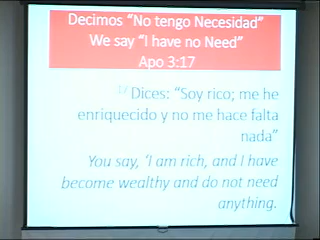 Decimos “No tengo Necesidad”
We say “I have no Need”
Apo 3:17
17 Dices: “Soy rico; me he
enriquecido y no me hace falta
nada”
You say, ‘I am rich, and I have
become wealthy and do not need
anything.